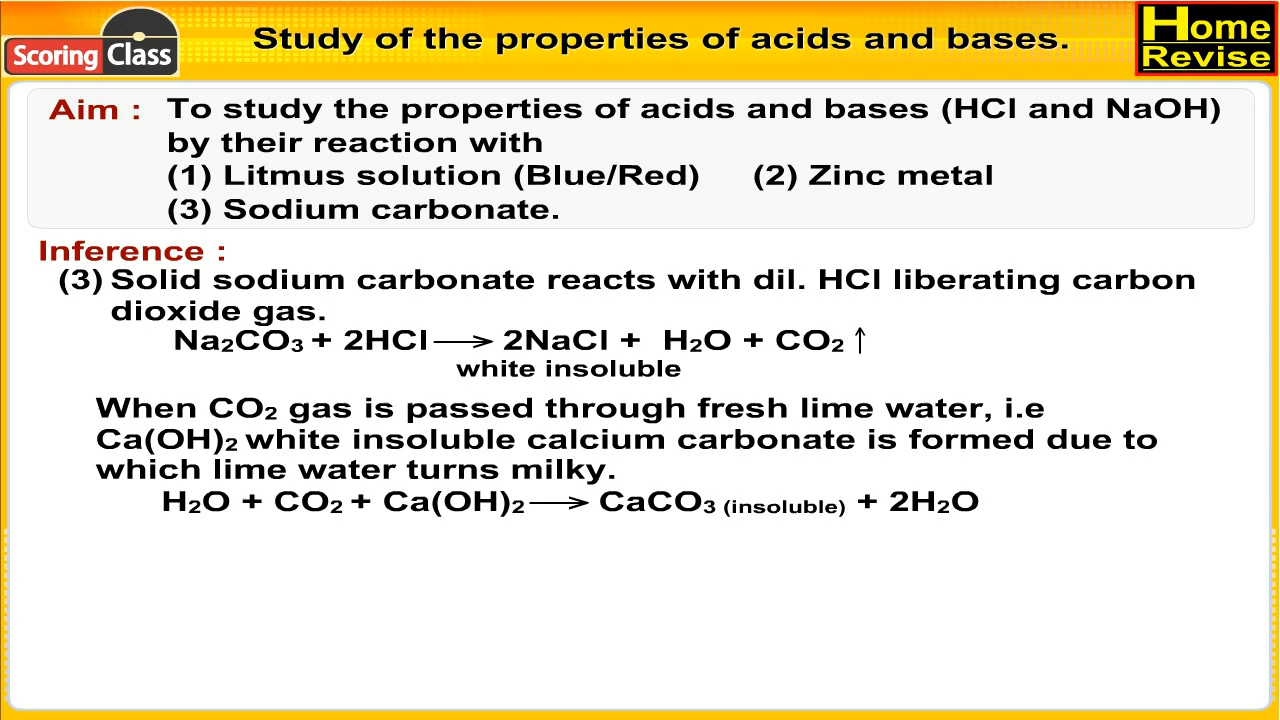 Scoring Class
Study of the properties of acids and bases.
Home
Revise
Aim : To study the properties of acids and bases (HCl and NaOH)
by their reaction with
(1) Litmus solution (Blue/Red) (2) Zinc metal
(3) Sodium carbonate.
Inference :
(3) Solid sodium carbonate reacts with dil. HCl liberating carbon
dioxide gas.
Na₂CO₃ + 2HCl ⟶ 2NaCl + H₂O + CO₂ ↑
white insoluble
When CO₂ gas is passed through fresh lime water, i.e
Ca(OH)₂ white insoluble calcium carbonate is formed due to
which lime water turns milky.
H₂O + CO₂ + Ca(OH)₂ ⟶ CaCO₃ (insoluble) + 2H₂O